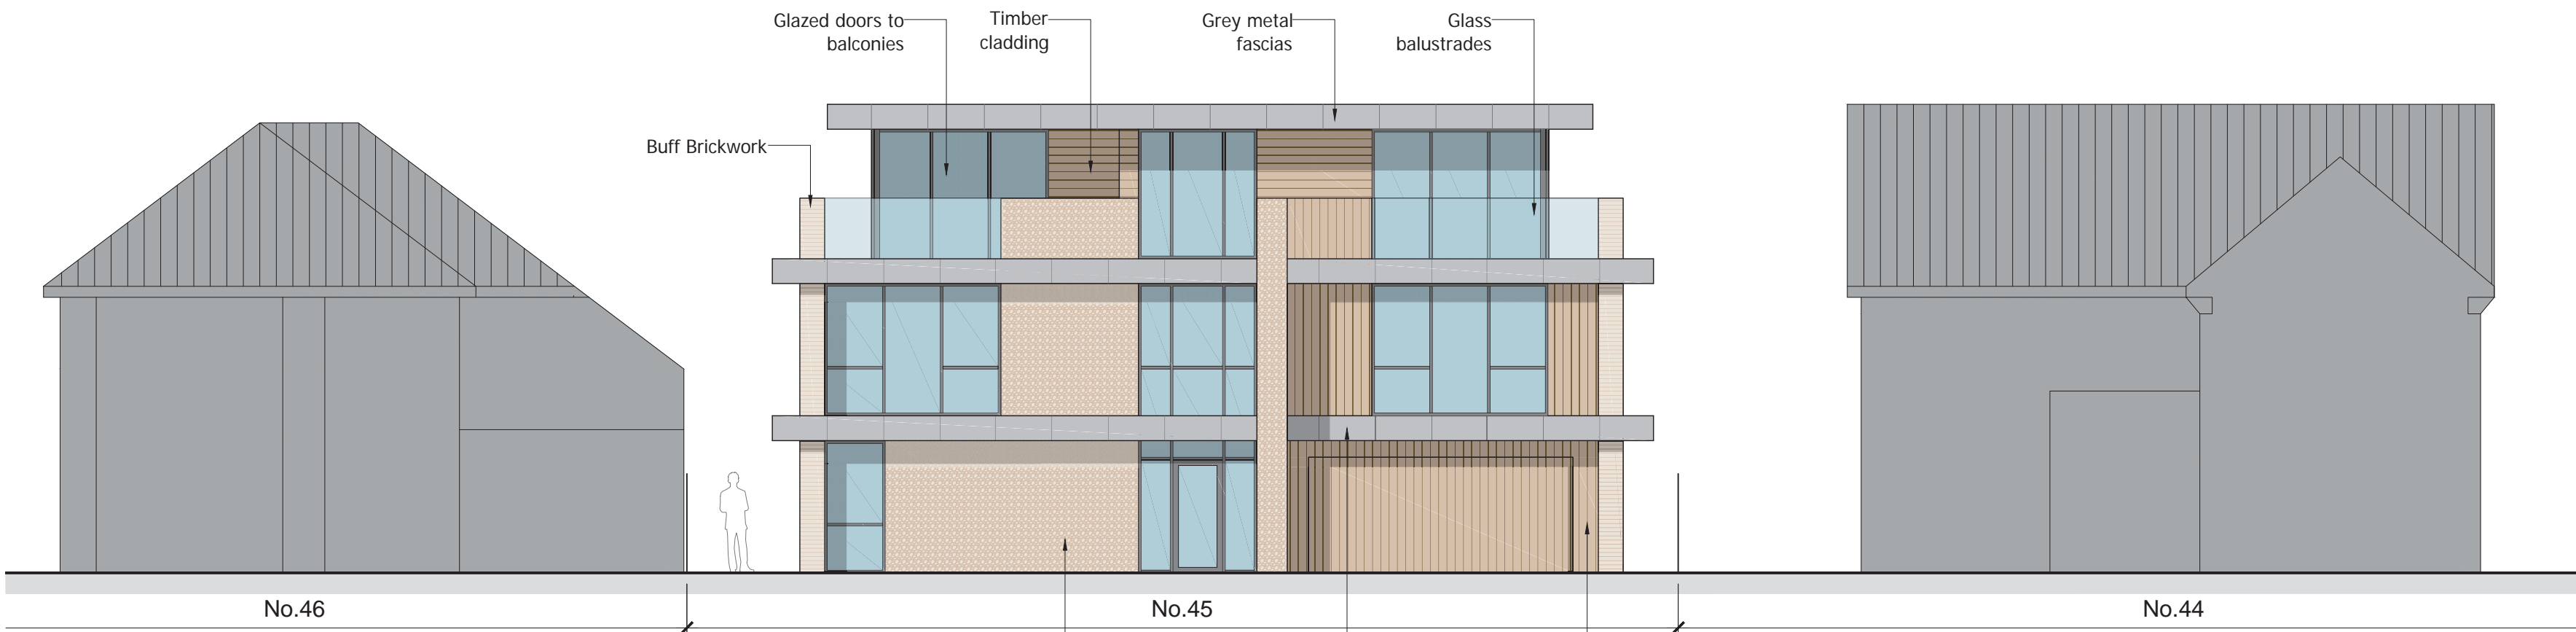 Glazed doors to
balconies
Timber
cladding
Grey metal
fascias
Glass
balustrades
Buff Brickwork
No.46
No.45
No.44